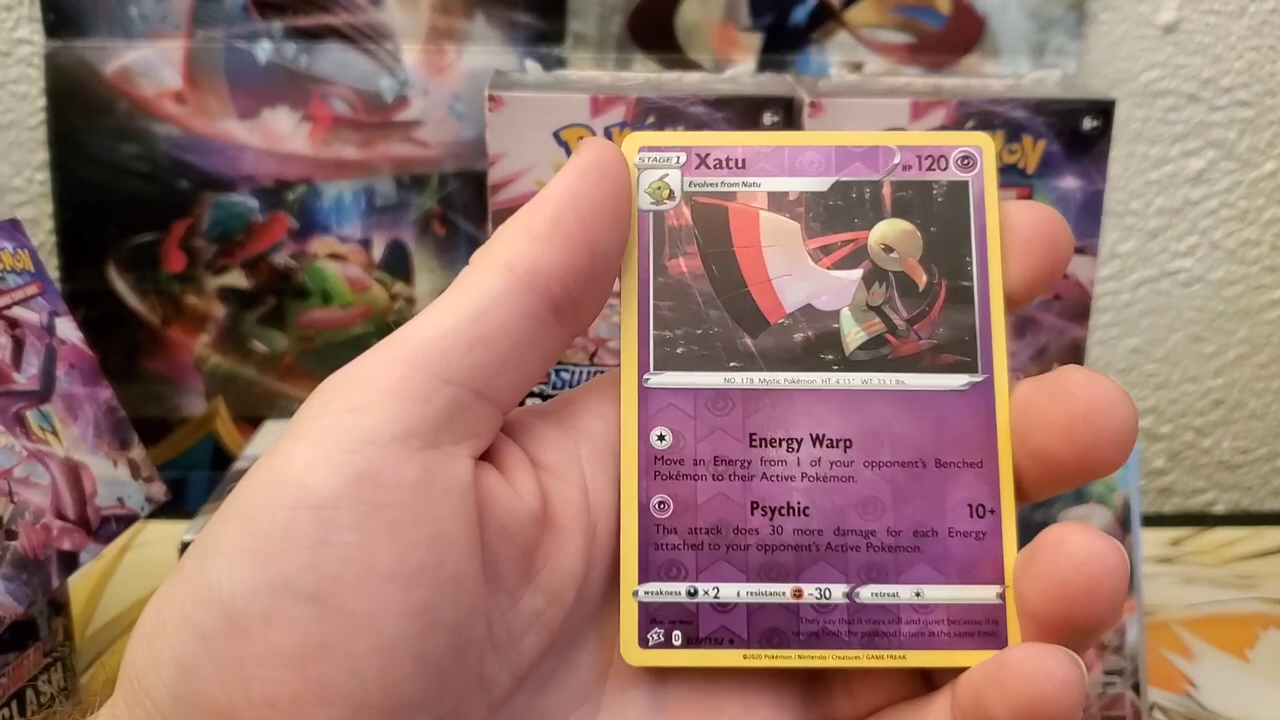 6+
6+
STAGE 1
Xatu
HP 120
Evolves from Natu
NO. 178 Mystic Pokémon HT: 4'11" WT: 33.1 lbs.
Energy Warp
Move an Energy from 1 of your opponent's Benched
Pokémon to their Active Pokémon.
Psychic 10+
This attack does 30 more damage for each Energy
attached to your opponent's Active Pokémon.
weakness ×2 resistance -30 retreat
They say that it stays still and quiet because it is
seeing both the past and future at the same time.
/192
©2020 Pokémon / Nintendo / Creatures / GAME FREAK
CLASH